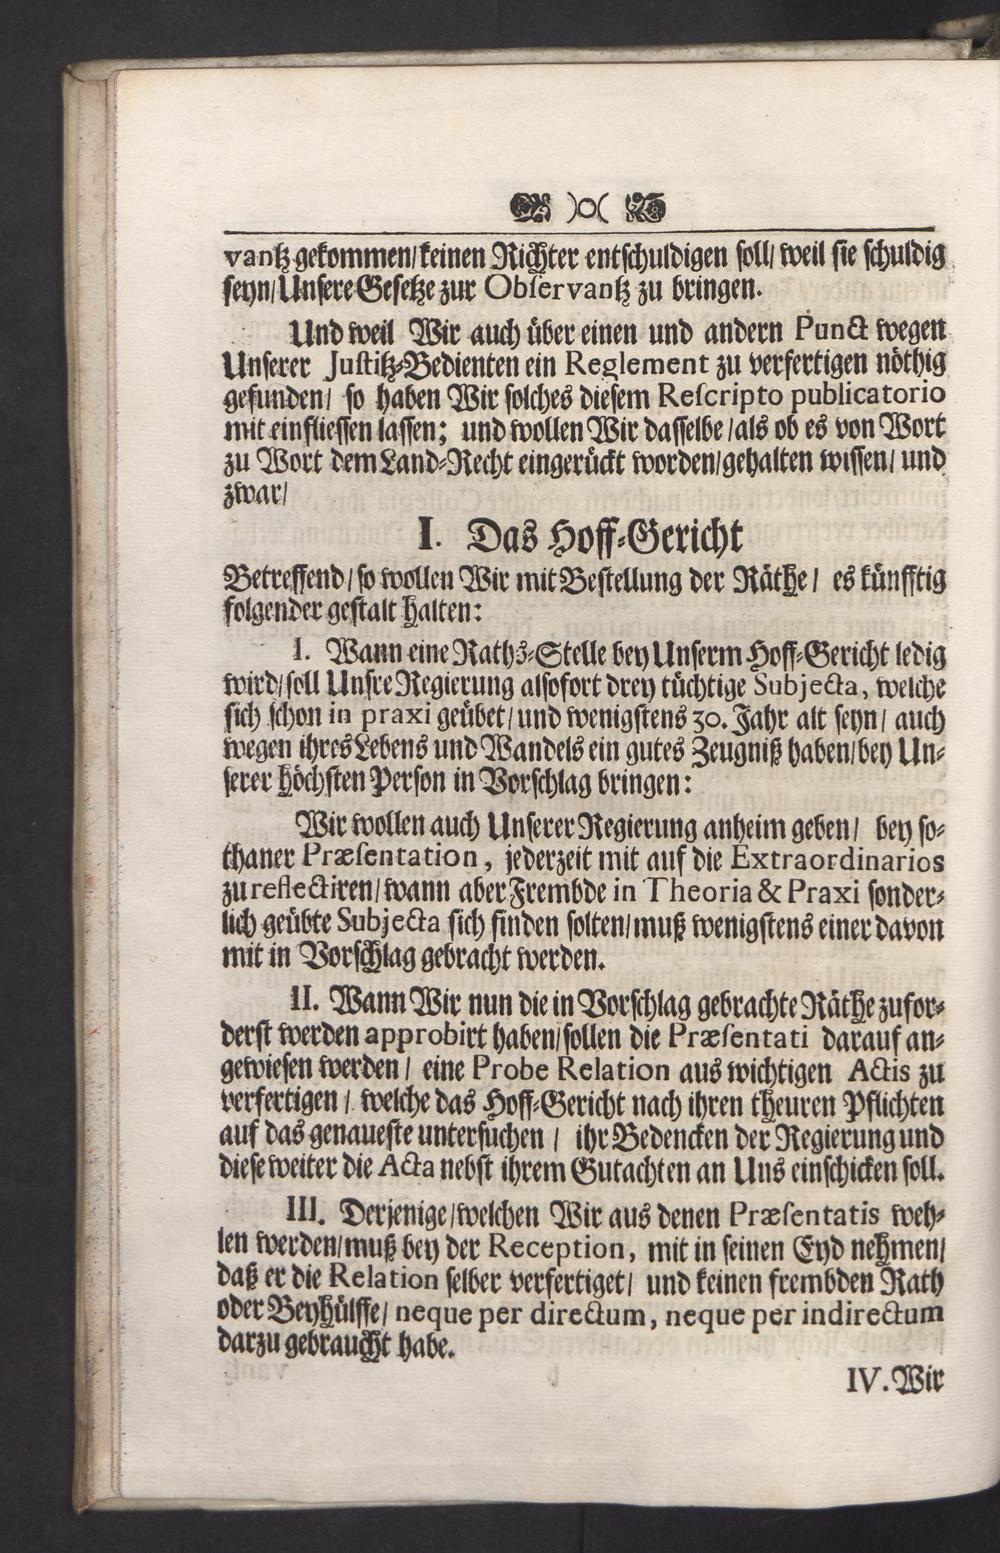 )o(
vantz gekommen/ keinen Richter entschuldigen soll/ weil sie schuldig
seyn/ Unsere Gesetze zur Observantz zu bringen.
Und weil Wir auch über einen und andern Punct wegen
Unserer Justitz-Bedienten ein Reglement zu verfertigen nöthig
gefunden/ so haben Wir solches diesem Rescripto publicatorio
mit einfliessen lassen; und wollen Wir dasselbe/ als ob es von Wort
zu Wort dem Land-Recht eingerückt worden/ gehalten wissen/ und
zwar/
I. Das Hoff-Gericht
Betreffend/ so wollen Wir mit Bestellung der Räthe/ es künfftig
folgender gestalt halten:
I. Wann eine Raths-Stelle bey Unserm Hoff-Gericht ledig
wird/ soll Unsre Regierung alsofort drey tüchtige Subjecta, welche
sich schon in praxi geübet/ und wenigstens 30. Jahr alt seyn/ auch
wegen ihres Lebens und Wandels ein gutes Zeugniß haben/ bey Un-
serer höchsten Person in Vorschlag bringen:
Wir wollen auch Unserer Regierung anheim geben/ bey so-
thaner Præsentation, jederzeit mit auf die Extraordinarios
zu reflectiren/ wann aber Frembde in Theoria & Praxi sonder-
lich geübte Subjecta sich finden solten/ muß wenigstens einer davon
mit in Vorschlag gebracht werden.
II. Wann Wir nun die in Vorschlag gebrachte Räthe zufor-
derst werden approbirt haben/ sollen die Præsentati darauf an-
gewiesen werden/ eine Probe Relation aus wichtigen Actis zu
verfertigen/ welche das Hoff-Gericht nach ihren theuren Pflichten
auf das genaueste untersuchen/ ihr Bedencken der Regierung und
diese weiter die Acta nebst ihrem Gutachten an Uns einschicken soll.
III. Derjenige/ welchen Wir aus denen Præsentatis weh-
len werden/ muß bey der Reception, mit in seinen Eyd nehmen/
daß er die Relation selber verfertiget/ und keinen frembden Rath
oder Beyhülffe/ neque per directum, neque per indirectum
darzu gebraucht habe.
IV. Wir